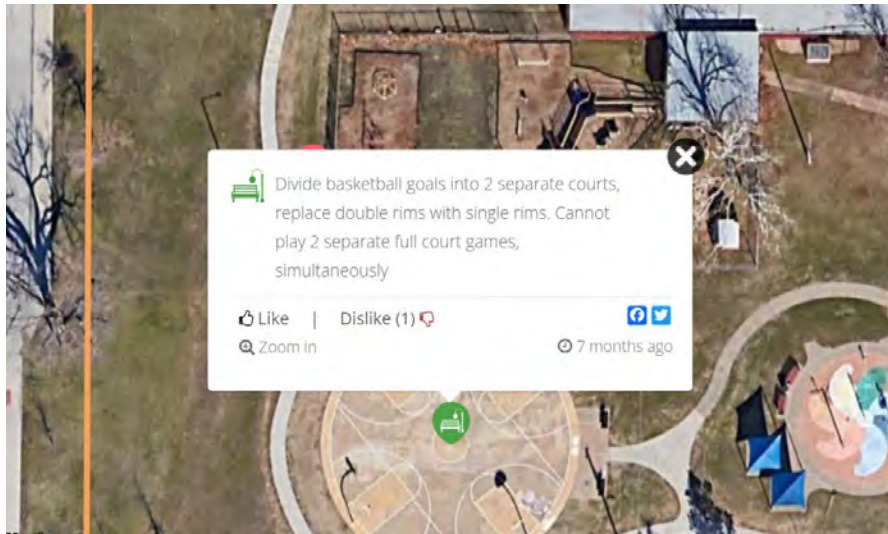 Divide basketball goals into 2 separate courts,
replace double rims with single rims. Cannot
play 2 separate full court games,
simultaneously
Like | Dislike (1)
Zoom in
7 months ago